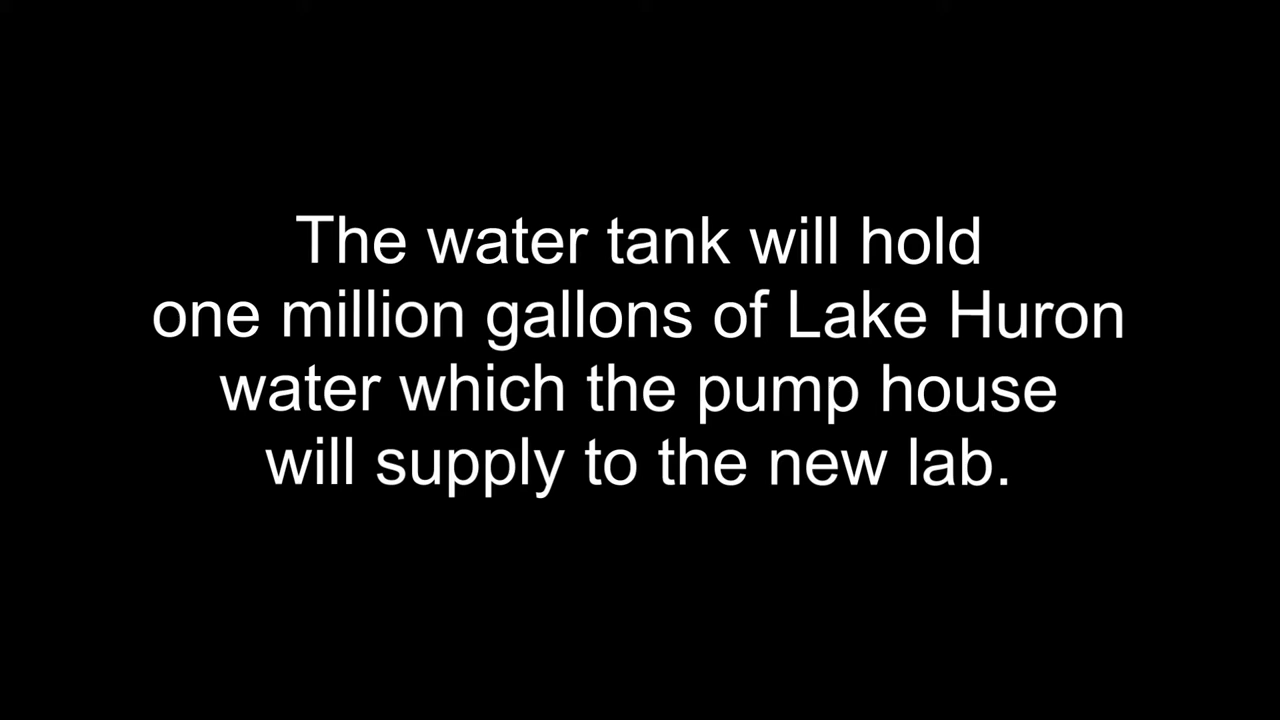 The water tank will hold
one million gallons of Lake Huron
water which the pump house
will supply to the new lab.